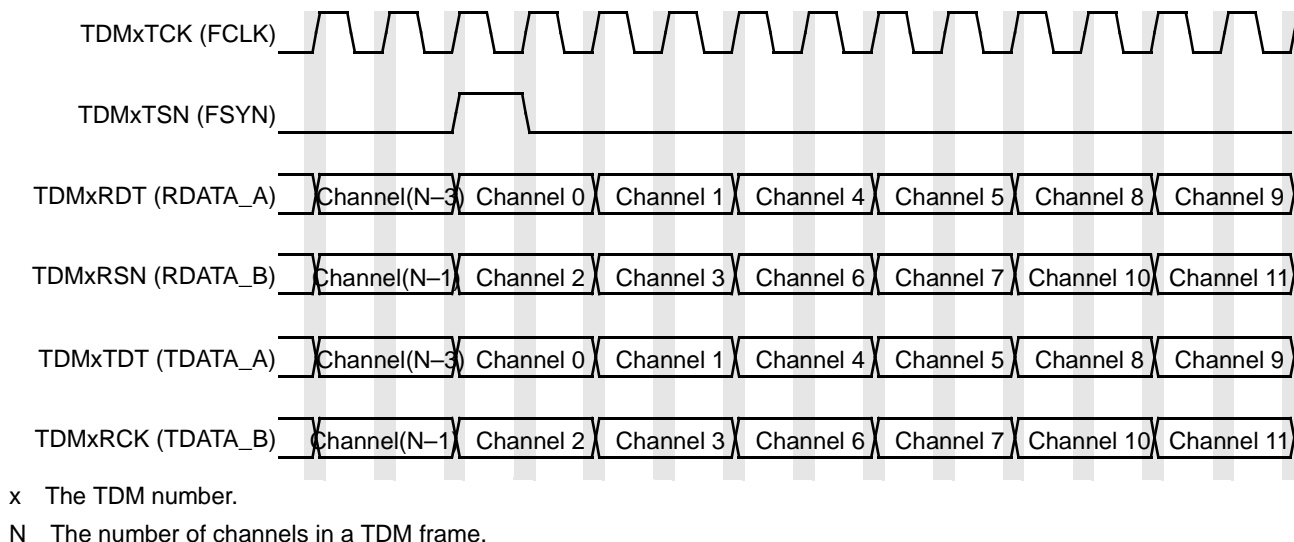 TDMxTCK (FCLK)
TDMxTSN (FSYN)
TDMxRDT (RDATA_A) Channel(N–3) Channel 0 Channel 1 Channel 4 Channel 5 Channel 8 Channel 9
TDMxRSN (RDATA_B) Channel(N–1) Channel 2 Channel 3 Channel 6 Channel 7 Channel 10 Channel 11
TDMxTDT (TDATA_A) Channel(N–3) Channel 0 Channel 1 Channel 4 Channel 5 Channel 8 Channel 9
TDMxRCK (TDATA_B) Channel(N–1) Channel 2 Channel 3 Channel 6 Channel 7 Channel 10 Channel 11
x The TDM number.
N The number of channels in a TDM frame.